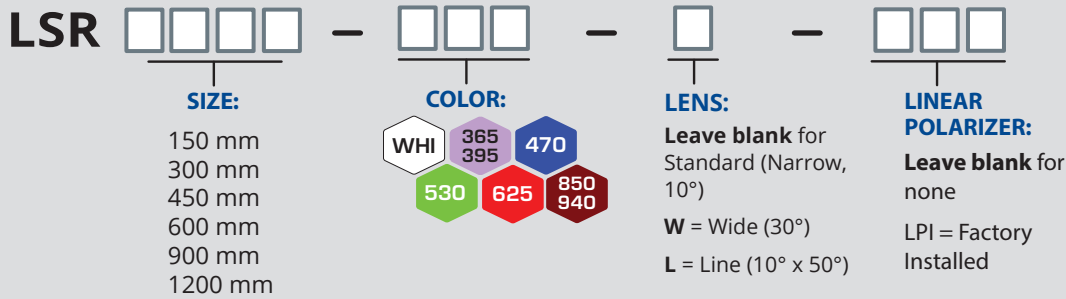 LSR – – –
SIZE:
150 mm
300 mm
450 mm
600 mm
900 mm
1200 mm
COLOR:
WHI
365
395
470
530
625
850
940
LENS:
Leave blank for
Standard (Narrow,
10°)
W = Wide (30°)
L = Line (10° x 50°)
LINEAR
POLARIZER:
Leave blank for
none
LPI = Factory
Installed